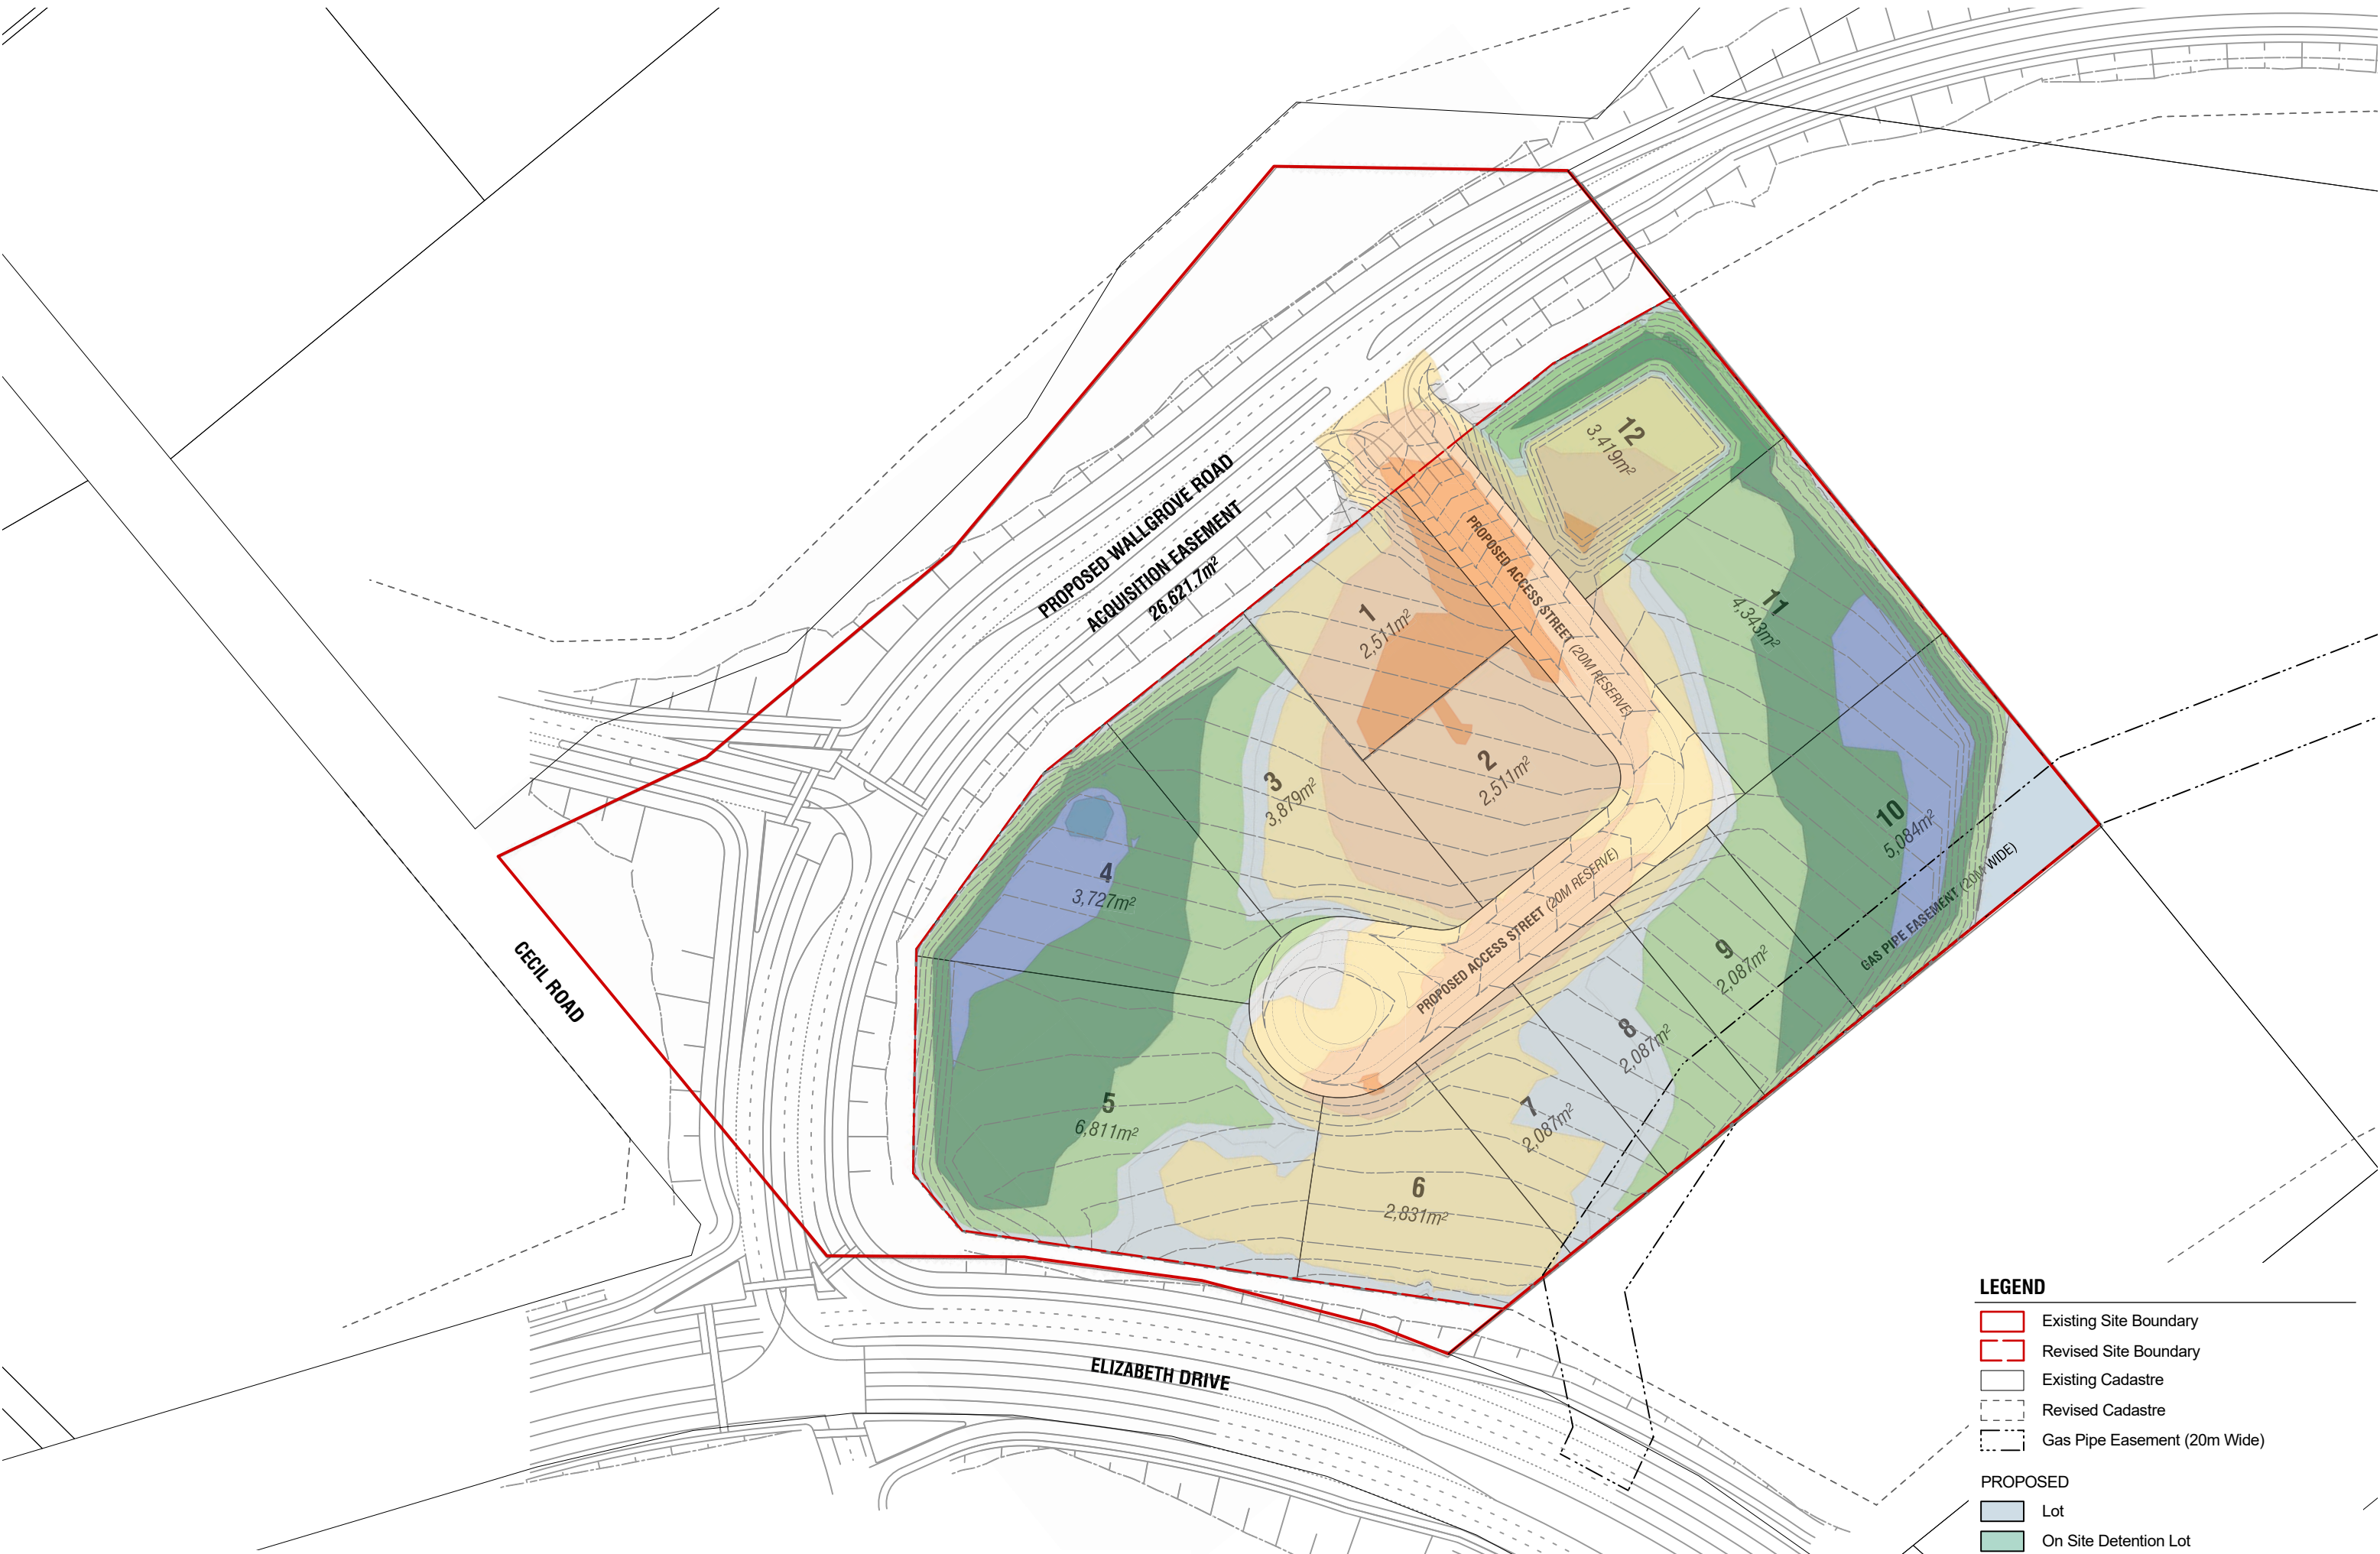 PROPOSED WALLGROVE ROAD
ACQUISITION EASEMENT
26,621.7m²
12
3,419m²
PROPOSED ACCESS STREET (20M RESERVE)
1
2,511m²
11
4,343m²
2
2,511m²
3
3,879m²
10
5,084m²
4
3,727m²
GAS PIPE EASEMENT (20M WIDE)
PROPOSED ACCESS STREET (20M RESERVE)
9
2,087m²
CECIL ROAD
8
2,087m²
5
6,811m²
7
2,087m²
6
2,831m²
ELIZABETH DRIVE
LEGEND
Existing Site Boundary
Revised Site Boundary
Existing Cadastre
Revised Cadastre
Gas Pipe Easement (20m Wide)
PROPOSED
Lot
On Site Detention Lot